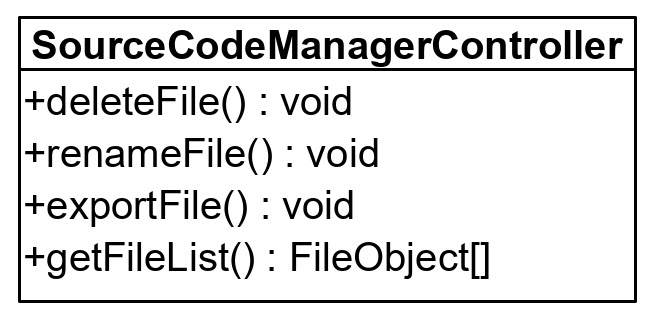 SourceCodeManagerController
+deleteFile() : void
+renameFile() : void
+exportFile() : void
+getFileList() : FileObject[]